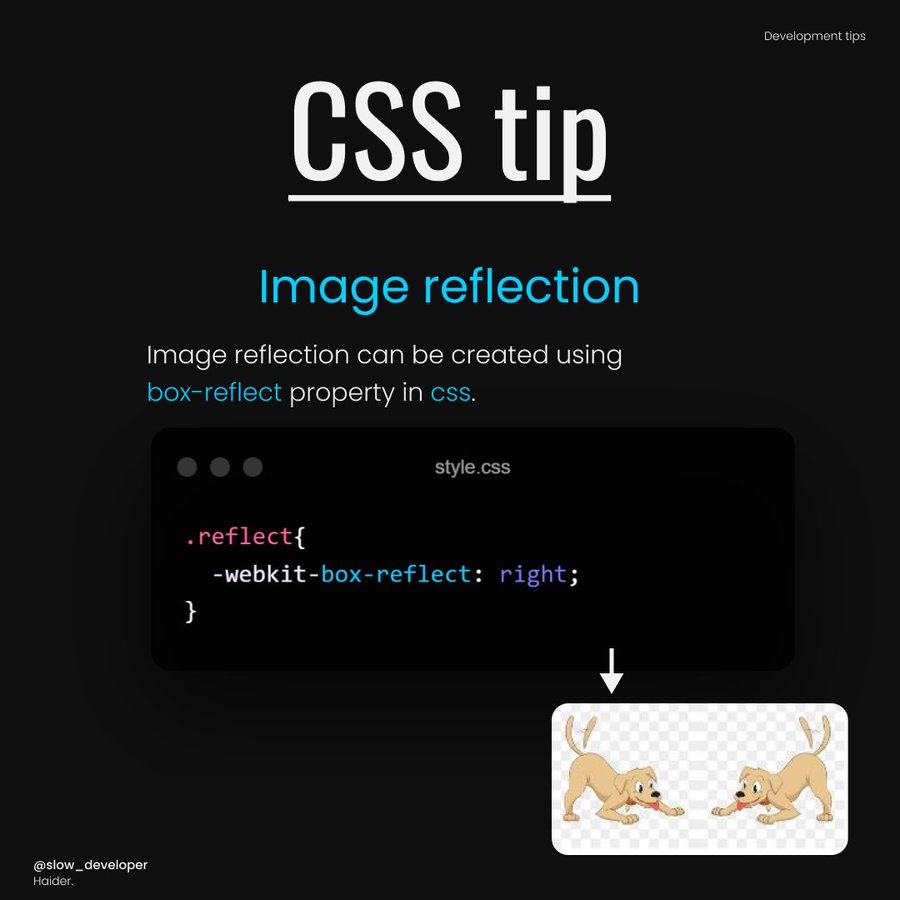 Development tips
CSS tip
Image reflection
Image reflection can be created using
box-reflect property in css.
style.css
.reflect{
  -webkit-box-reflect: right;
}
@slow_developer
Haider.